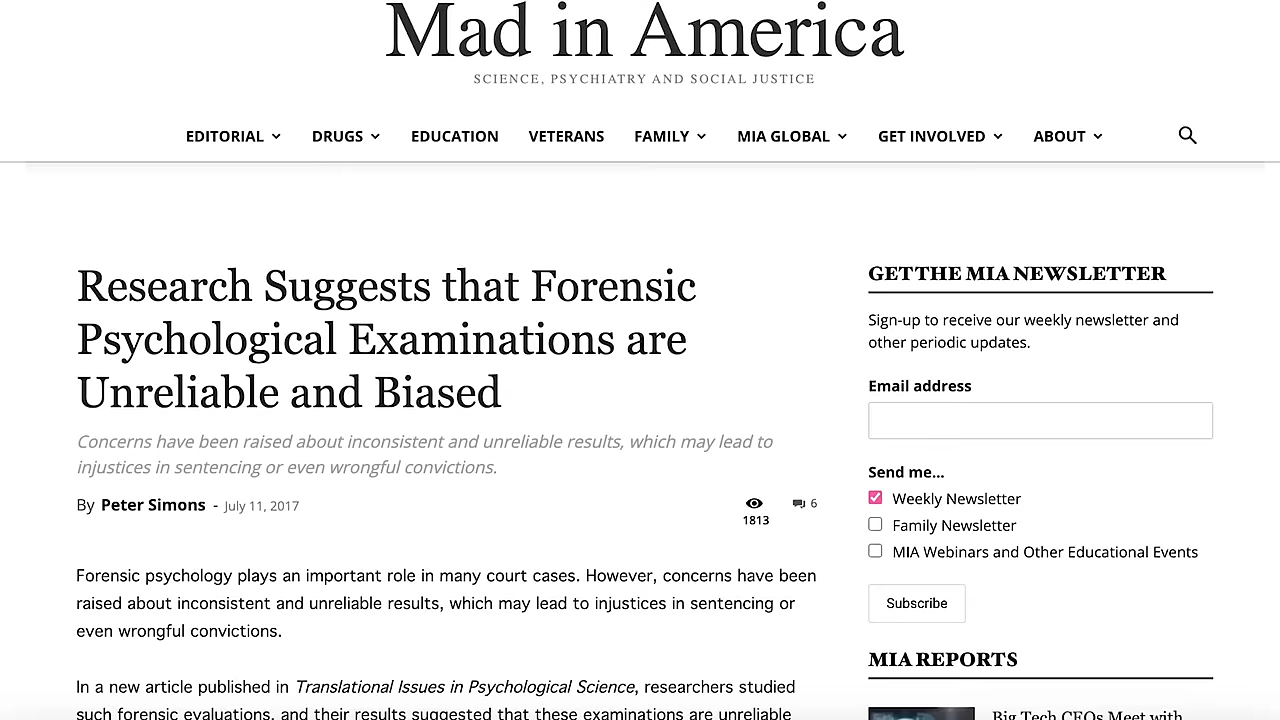 Mad in America
SCIENCE, PSYCHIATRY AND SOCIAL JUSTICE
EDITORIAL DRUGS EDUCATION VETERANS FAMILY MIA GLOBAL GET INVOLVED ABOUT
Research Suggests that Forensic
Psychological Examinations are
Unreliable and Biased
Concerns have been raised about inconsistent and unreliable results, which may lead to
injustices in sentencing or even wrongful convictions.
By Peter Simons - July 11, 2017
1813
6
Forensic psychology plays an important role in many court cases. However, concerns have been
raised about inconsistent and unreliable results, which may lead to injustices in sentencing or
even wrongful convictions.
In a new article published in Translational Issues in Psychological Science, researchers studied
such forensic evaluations, and their results suggested that these examinations are unreliable
GET THE MIA NEWSLETTER
Sign-up to receive our weekly newsletter and
other periodic updates.
Email address
Send me...
Weekly Newsletter
Family Newsletter
MIA Webinars and Other Educational Events
Subscribe
MIA REPORTS
Big Tech CEOs Meet with